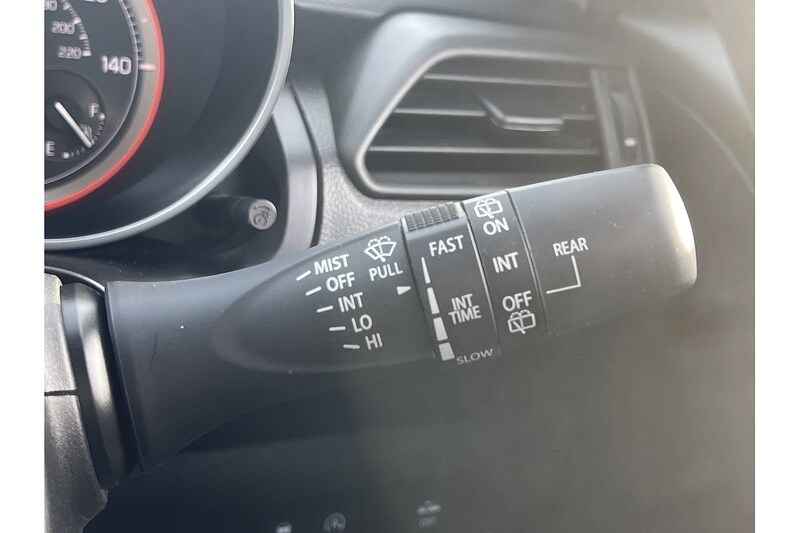 200
220
140
F
E
MIST
OFF
INT
LO
HI
PULL
FAST
INT
TIME
SLOW
ON
INT
OFF
REAR